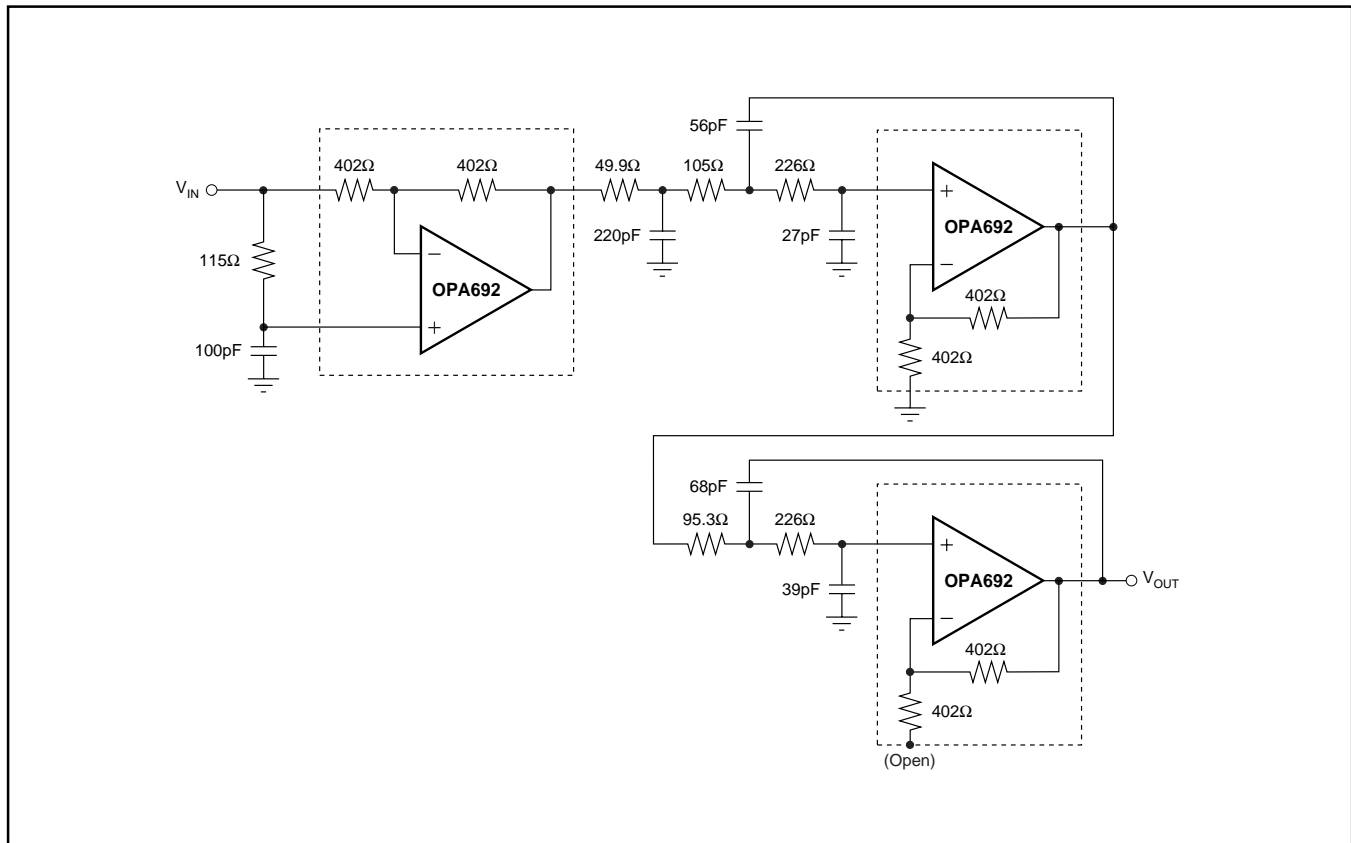 56pF
402Ω
402Ω
49.9Ω
105Ω
226Ω
V_IN
+
OPA692
220pF
27pF
115Ω
−
−
OPA692
402Ω
+
402Ω
100pF
68pF
95.3Ω
226Ω
+
OPA692
V_OUT
39pF
−
402Ω
402Ω
(Open)